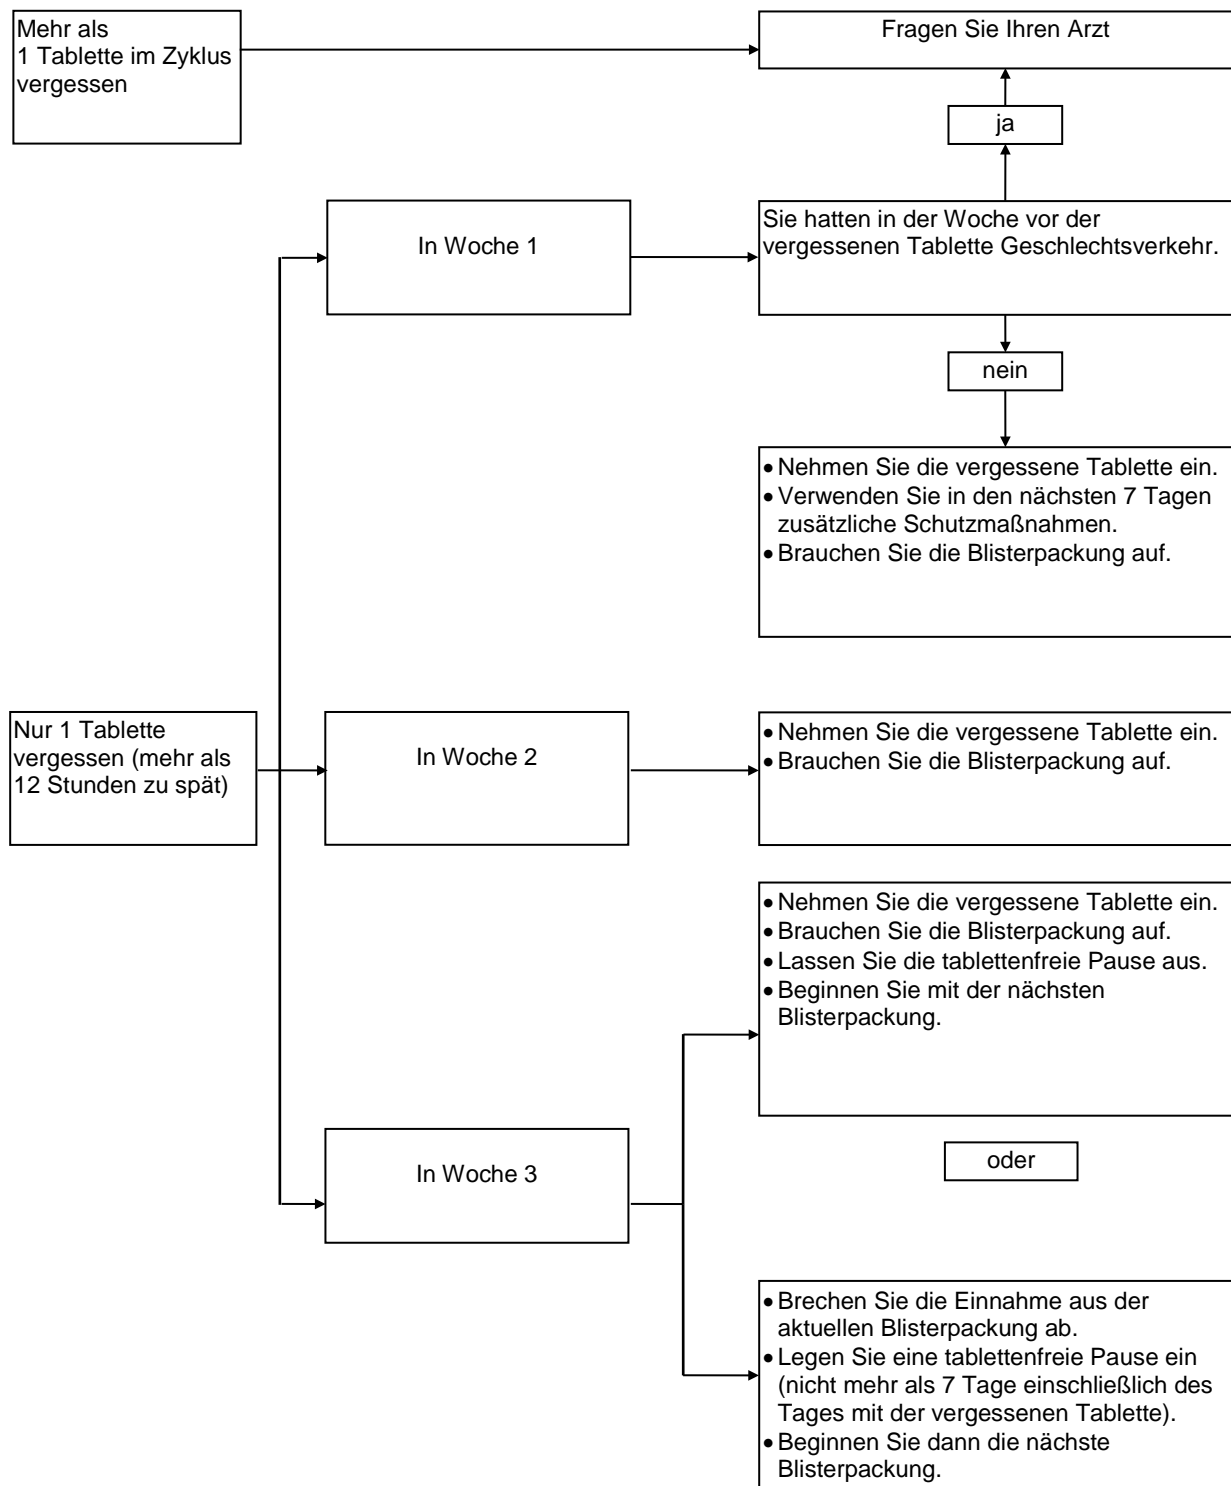 Mehr als
1 Tablette im Zyklus
vergessen
Fragen Sie Ihren Arzt
ja
In Woche 1
Sie hatten in der Woche vor der
vergessenen Tablette Geschlechtsverkehr.
nein
• Nehmen Sie die vergessene Tablette ein.
• Verwenden Sie in den nächsten 7 Tagen
zusätzliche Schutzmaßnahmen.
• Brauchen Sie die Blisterpackung auf.
Nur 1 Tablette
vergessen (mehr als
12 Stunden zu spät)
In Woche 2
• Nehmen Sie die vergessene Tablette ein.
• Brauchen Sie die Blisterpackung auf.
• Nehmen Sie die vergessene Tablette ein.
• Brauchen Sie die Blisterpackung auf.
• Lassen Sie die tablettenfreie Pause aus.
• Beginnen Sie mit der nächsten
Blisterpackung.
In Woche 3
oder
• Brechen Sie die Einnahme aus der
aktuellen Blisterpackung ab.
• Legen Sie eine tablettenfreie Pause ein
(nicht mehr als 7 Tage einschließlich des
Tages mit der vergessenen Tablette).
• Beginnen Sie dann die nächste
Blisterpackung.